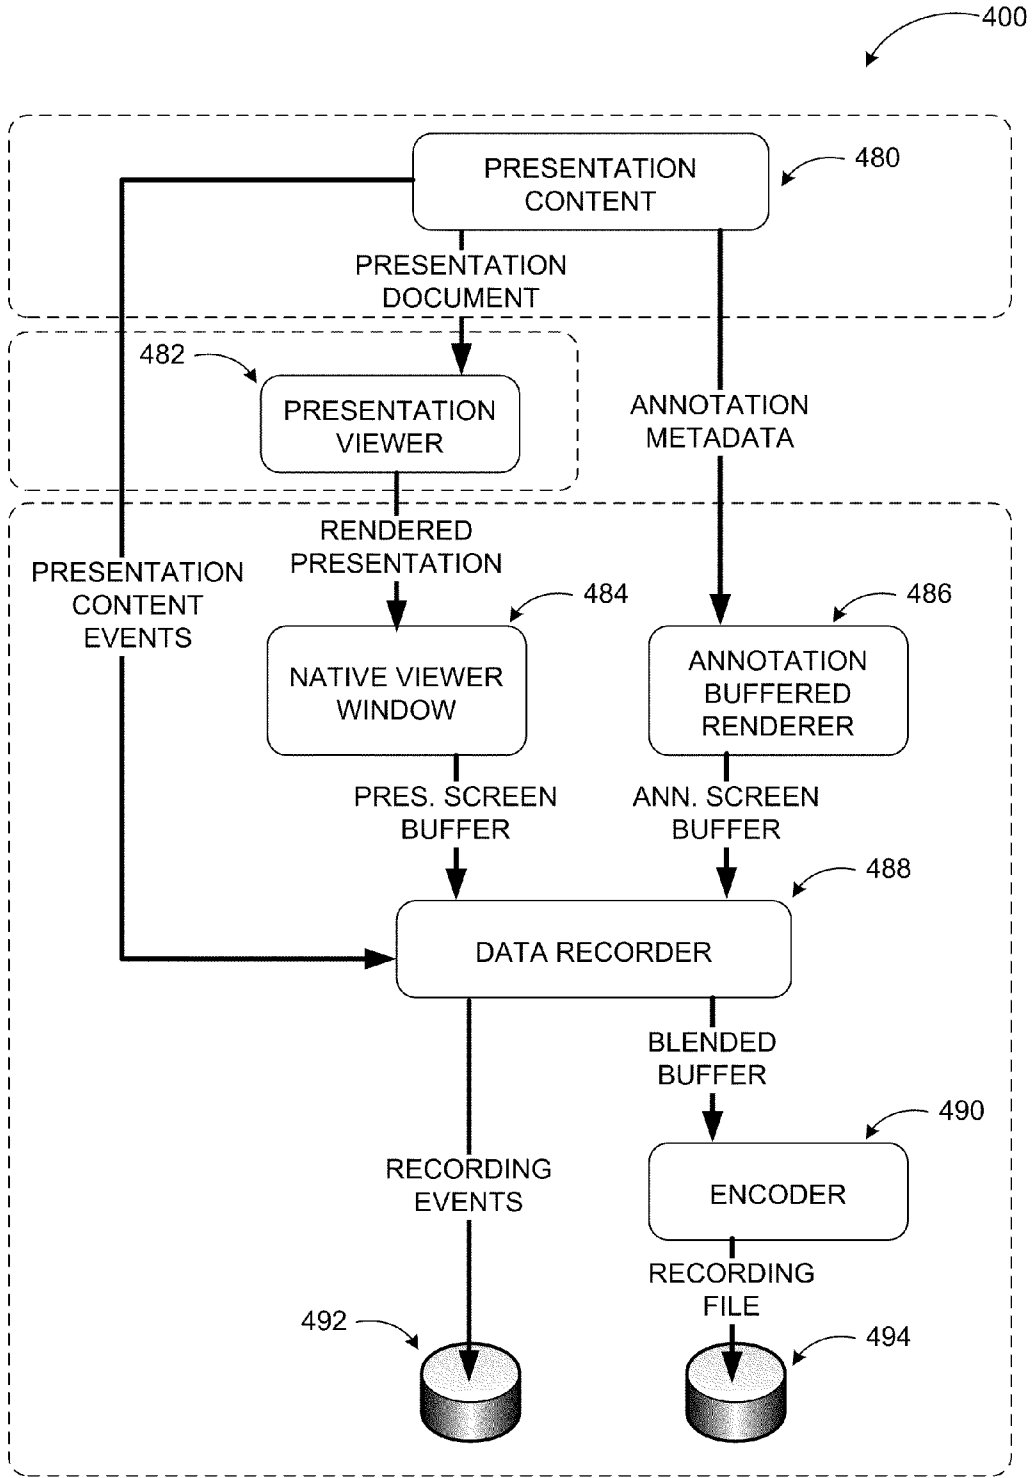 400
PRESENTATION
CONTENT
480
PRESENTATION
DOCUMENT
482
PRESENTATION
VIEWER
ANNOTATION
METADATA
RENDERED
PRESENTATION
PRESENTATION
CONTENT
EVENTS
484
486
NATIVE VIEWER
WINDOW
ANNOTATION
BUFFERED
RENDERER
PRES. SCREEN
BUFFER
ANN. SCREEN
BUFFER
488
DATA RECORDER
BLENDED
BUFFER
490
RECORDING
EVENTS
ENCODER
RECORDING
FILE
492
494